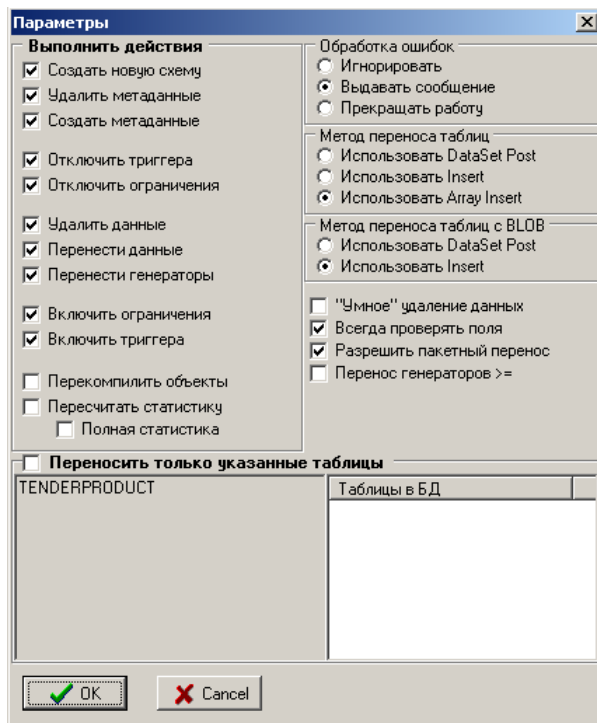 Параметры
Выполнить действия
Создать новую схему
Удалить метаданные
Создать метаданные
Отключить триггера
Отключить ограничения
Удалить данные
Перенести данные
Перенести генераторы
Включить ограничения
Включить триггера
Перекомпилить объекты
Пересчитать статистику
Полная статистика
Обработка ошибок
Игнорировать
Выдавать сообщение
Прекращать работу
Метод переноса таблиц
Использовать DataSet Post
Использовать Insert
Использовать Array Insert
Метод переноса таблиц с BLOB
Использовать DataSet Post
Использовать Insert
"Умное" удаление данных
Всегда проверять поля
Разрешить пакетный перенос
Перенос генераторов >=
Переносить только указанные таблицы
TENDERPRODUCT
Таблицы в БД
OK
Cancel